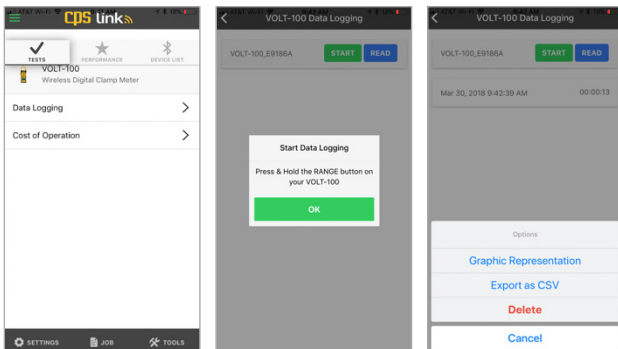 cps link
TESTS
PERFORMANCE
DEVICE LIST
VOLT-100
Wireless Digital Clamp Meter
Data Logging
Cost of Operation
SETTINGS
JOB
TOOLS
VOLT-100 Data Logging
VOLT-100_E9186A
START
READ
Start Data Logging
Press & Hold the RANGE button on
your VOLT-100
OK
VOLT-100 Data Logging
VOLT-100_E9186A
START
READ
Mar 30, 2018 9:42:39 AM 00:00:13
Options
Graphic Representation
Export as CSV
Delete
Cancel